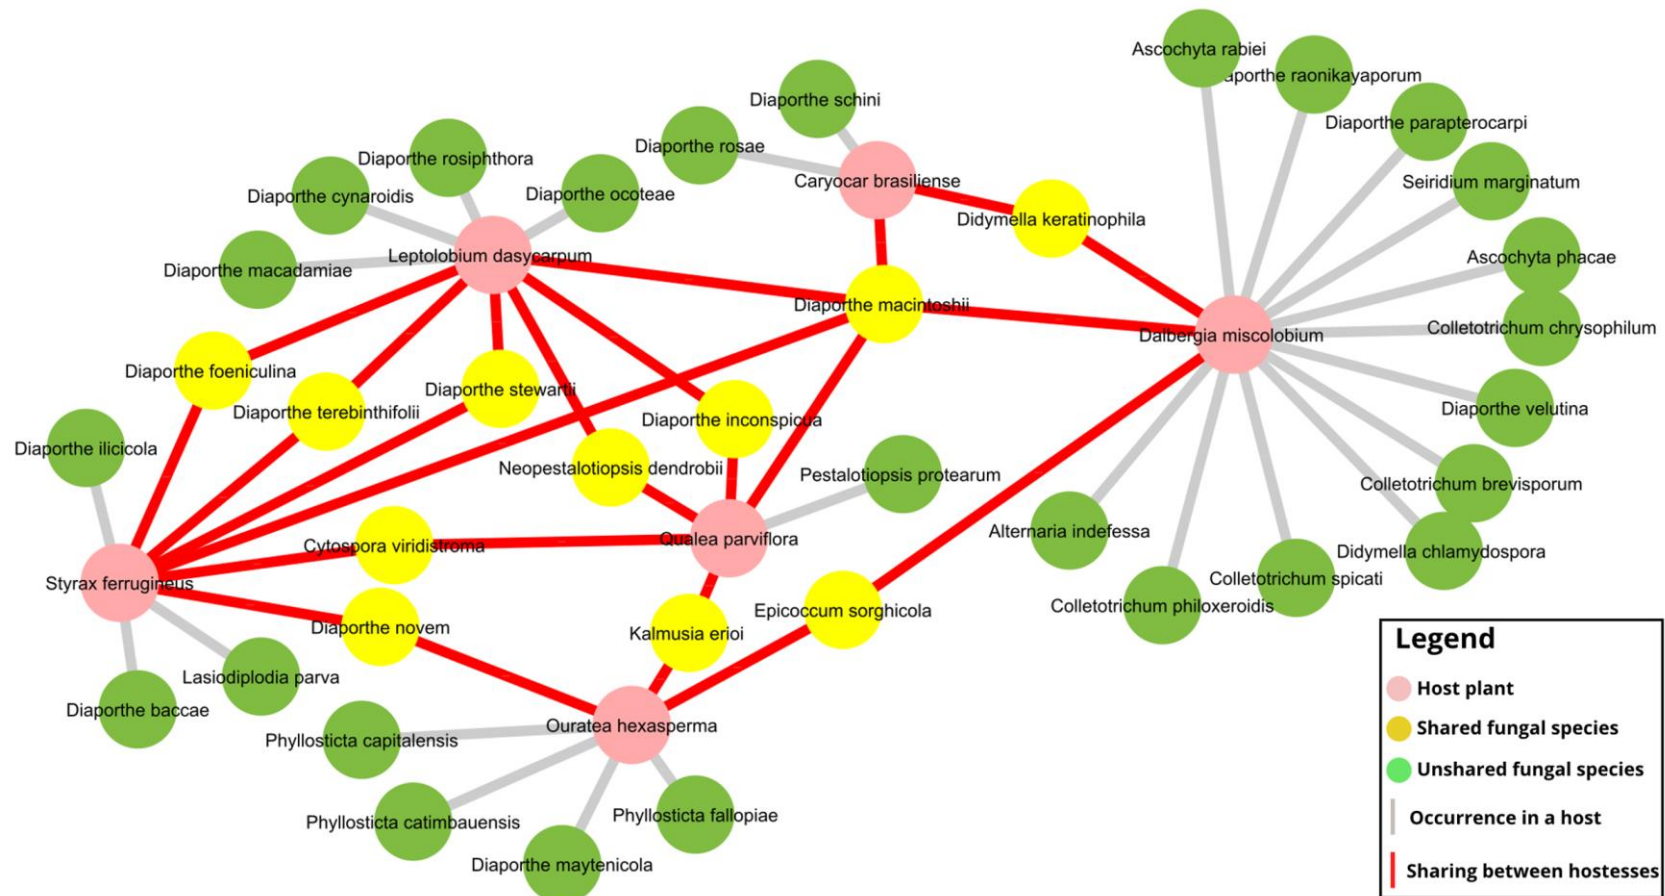 Ascochyta rabiei
aporthe raonikayaporum
Diaporthe schini
Diaporthe parapterocarpi
Diaporthe rosae
Diaporthe rosiphthora
Caryocar brasiliense
Seiridium marginatum
Diaporthe cynaroidis
Diaporthe ocoteae
Didymella keratinophila
Leptolobium dasycarpum
Ascochyta phacae
Diaporthe macadamiae
Diaporthe macintoshii
Colletotrichum chrysophilum
Dalbergia miscolobium
Diaporthe foeniculina
Diaporthe stewartii
Diaporthe terebinthifolii
Diaporthe velutina
Diaporthe inconspicua
Diaporthe ilicicola
Neopestalotiopsis dendrobii
Pestalotiopsis protearum
Colletotrichum brevisporum
Alternaria indefessa
Cytospora viridistroma
Qualea parviflora
Didymella chlamydospora
Colletotrichum spicati
Styrax ferrugineus
Colletotrichum philoxeroidis
Epicoccum sorghicola
Diaporthe novem
Kalmusia erioi
Lasiodiplodia parva
Diaporthe baccae
Ouratea hexasperma
Phyllosticta capitalensis
Phyllosticta catimbauensis
Phyllosticta fallopiae
Diaporthe maytenicola
Legend
Host plant
Shared fungal species
Unshared fungal species
Occurrence in a host
Sharing between hostesses